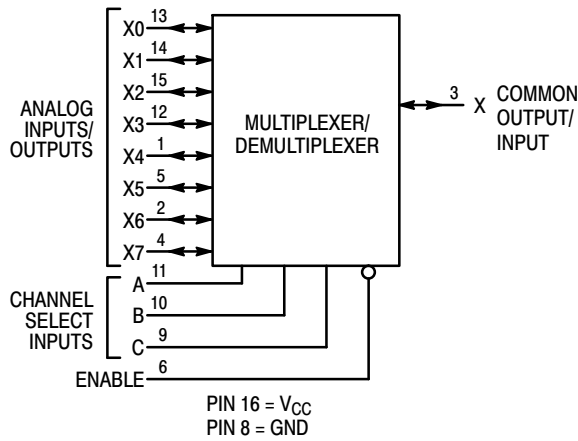 X0 13
X1 14
X2 15
X3 12
X4 1
X5 5
X6 2
X7 4
ANALOG
INPUTS/
OUTPUTS
MULTIPLEXER/
DEMULTIPLEXER
3
X
COMMON
OUTPUT/
INPUT
A 11
B 10
C 9
CHANNEL
SELECT
INPUTS
ENABLE 6
PIN 16 = VCC
PIN 8 = GND